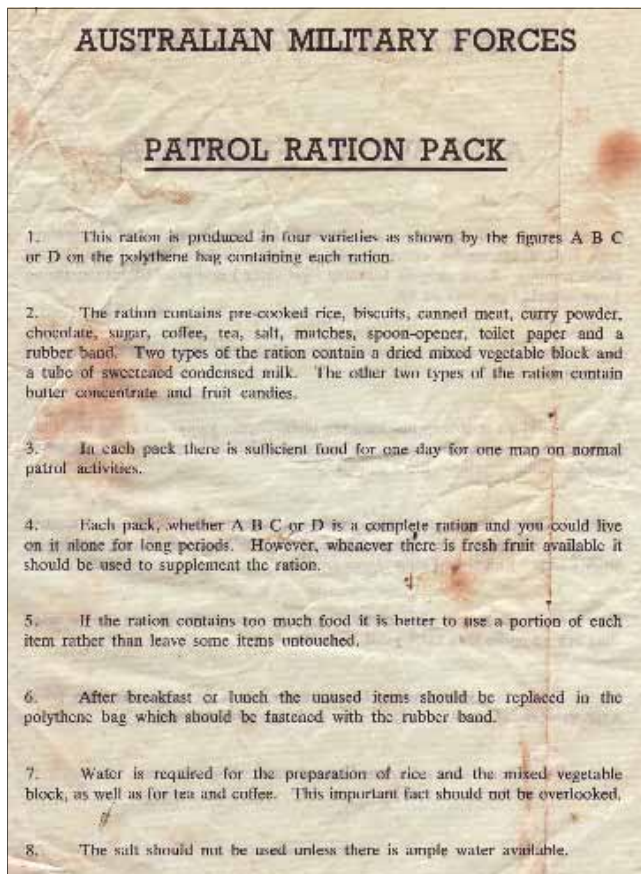 AUSTRALIAN MILITARY FORCES
PATROL RATION PACK
1. This ration is produced in four varieties as shown by the figures A B C
or D on the polythene bag containing each ration.
2. The ration contains pre-cooked rice, biscuits, canned meat, curry powder,
chocolate, sugar, coffee, tea, salt, matches, spoon-opener, toilet paper and a
rubber band. Two types of the ration contain a dried mixed vegetable block and
a tube of sweetened condensed milk. The other two types of the ration contain
butter concentrate and fruit candies.
3. In each pack there is sufficient food for one day for one man on normal
patrol activities.
4. Each pack, whether A B C or D is a complete ration and you could live
on it alone for long periods. However, whenever there is fresh fruit available it
should be used to supplement the ration.
5. If the ration contains too much food it is better to use a portion of each
item rather than leave some items untouched.
6. After breakfast or lunch the unused items should be replaced in the
polythene bag which should be fastened with the rubber band.
7. Water is required for the preparation of rice and the mixed vegetable
block, as well as for tea and coffee. This important fact should not be overlooked.
8. The salt should not be used unless there is ample water available.